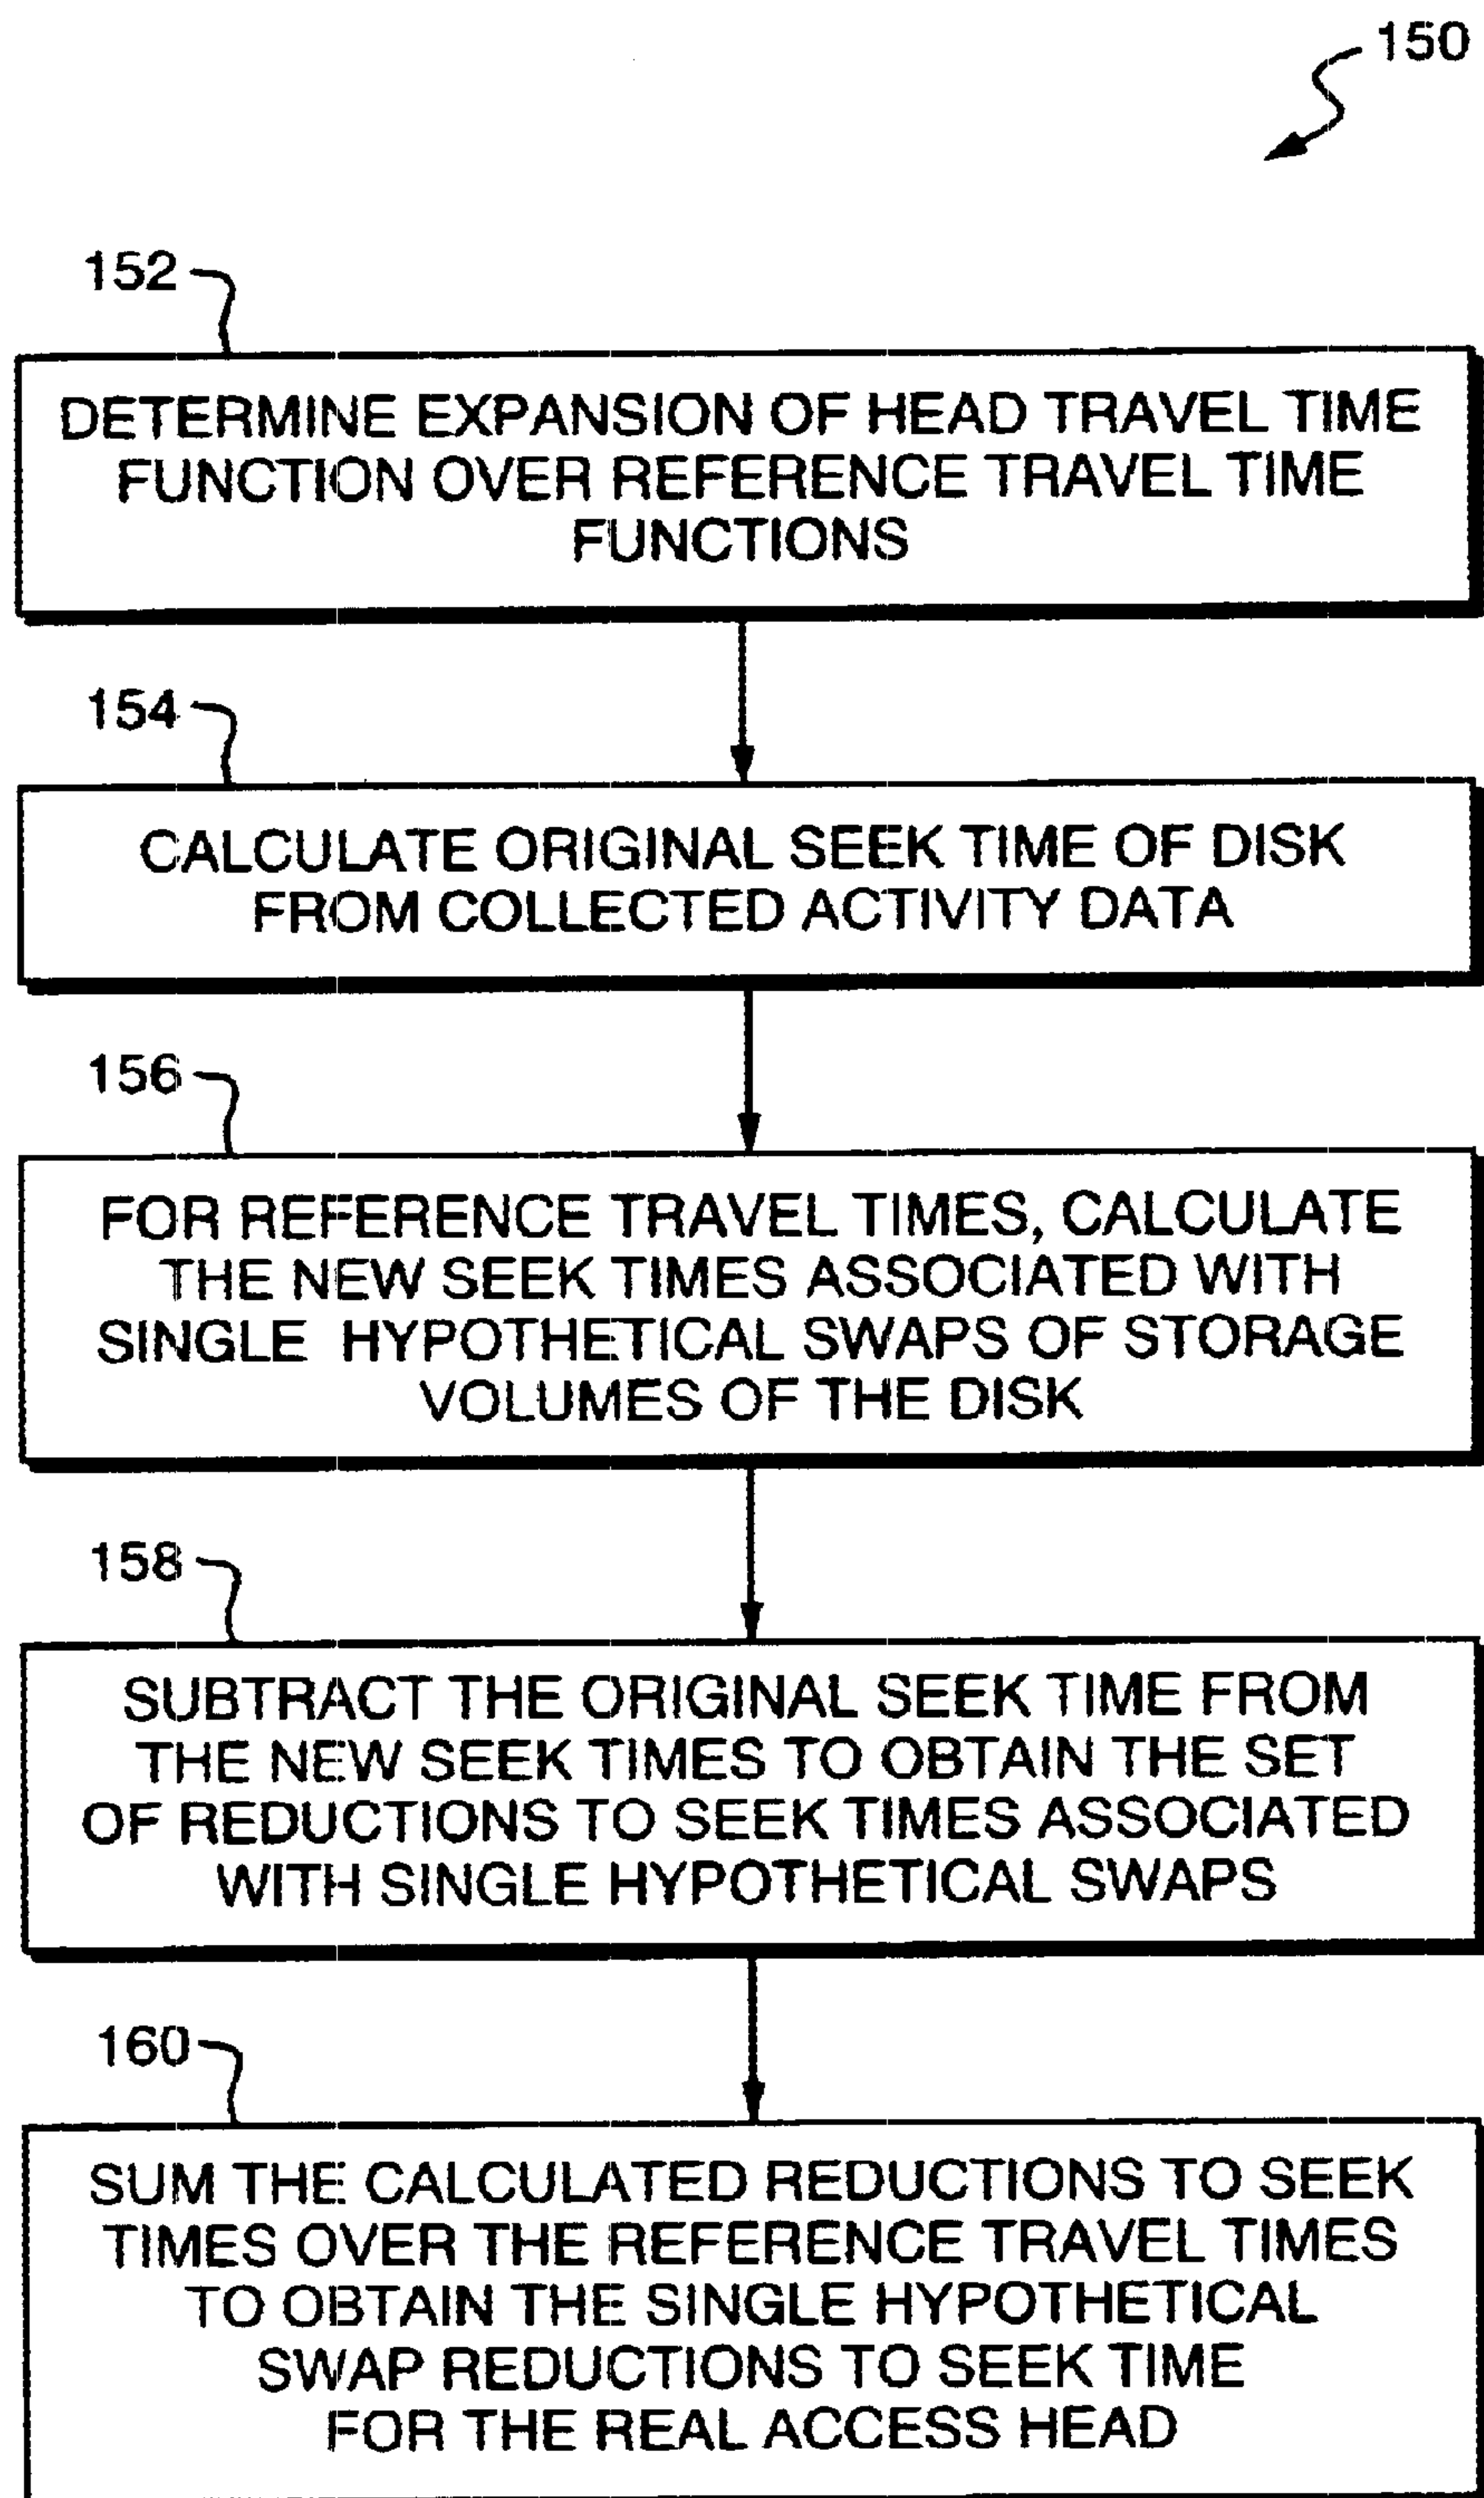 150
152
DETERMINE EXPANSION OF HEAD TRAVEL TIME
FUNCTION OVER REFERENCE TRAVEL TIME
FUNCTIONS
154
CALCULATE ORIGINAL SEEK TIME OF DISK
FROM COLLECTED ACTIVITY DATA
156
FOR REFERENCE TRAVEL TIMES, CALCULATE
THE NEW SEEK TIMES ASSOCIATED WITH
SINGLE HYPOTHETICAL SWAPS OF STORAGE
VOLUMES OF THE DISK
158
SUBTRACT THE ORIGINAL SEEK TIME FROM
THE NEW SEEK TIMES TO OBTAIN THE SET
OF REDUCTIONS TO SEEK TIMES ASSOCIATED
WITH SINGLE HYPOTHETICAL SWAPS
160
SUM THE CALCULATED REDUCTIONS TO SEEK
TIMES OVER THE REFERENCE TRAVEL TIMES
TO OBTAIN THE SINGLE HYPOTHETICAL
SWAP REDUCTIONS TO SEEK TIME
FOR THE REAL ACCESS HEAD